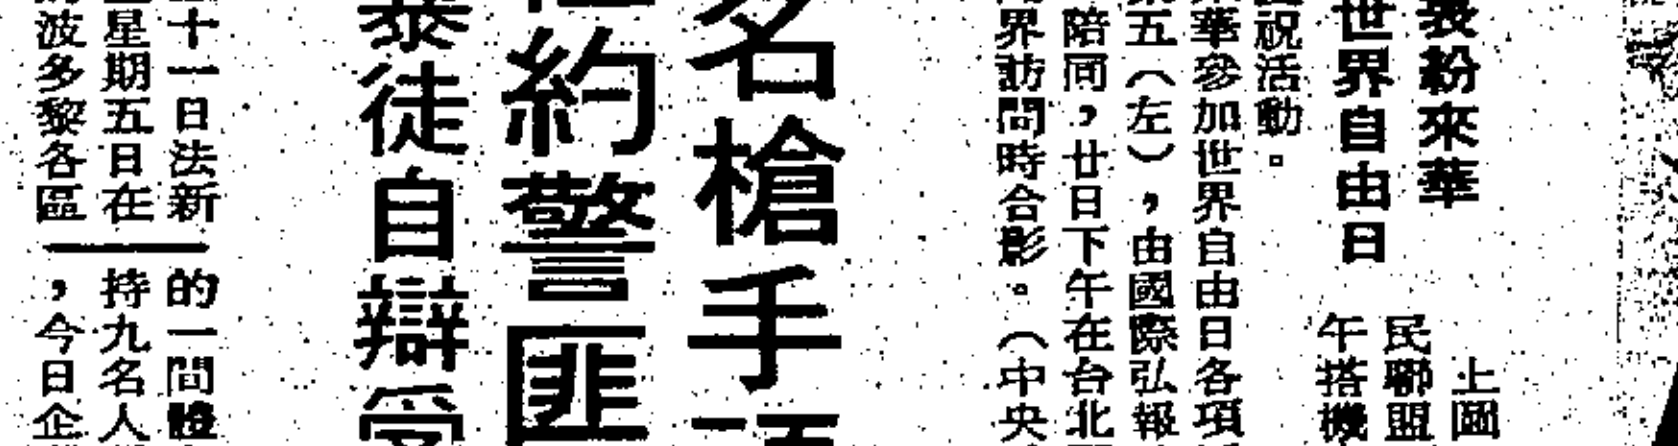 上圖
民聯盟
午搭機
表紛來華
世界自由日
祝活動。
華參加世界自由日各項
五（左），由國際弘報
陪同，廿日下午在台北
界訪問時合影。（中央
名槍手
約警匪
暴徒自辯受
十一日法新
星期五日在
波多黎各區
的一間體
持九名人
，今日企